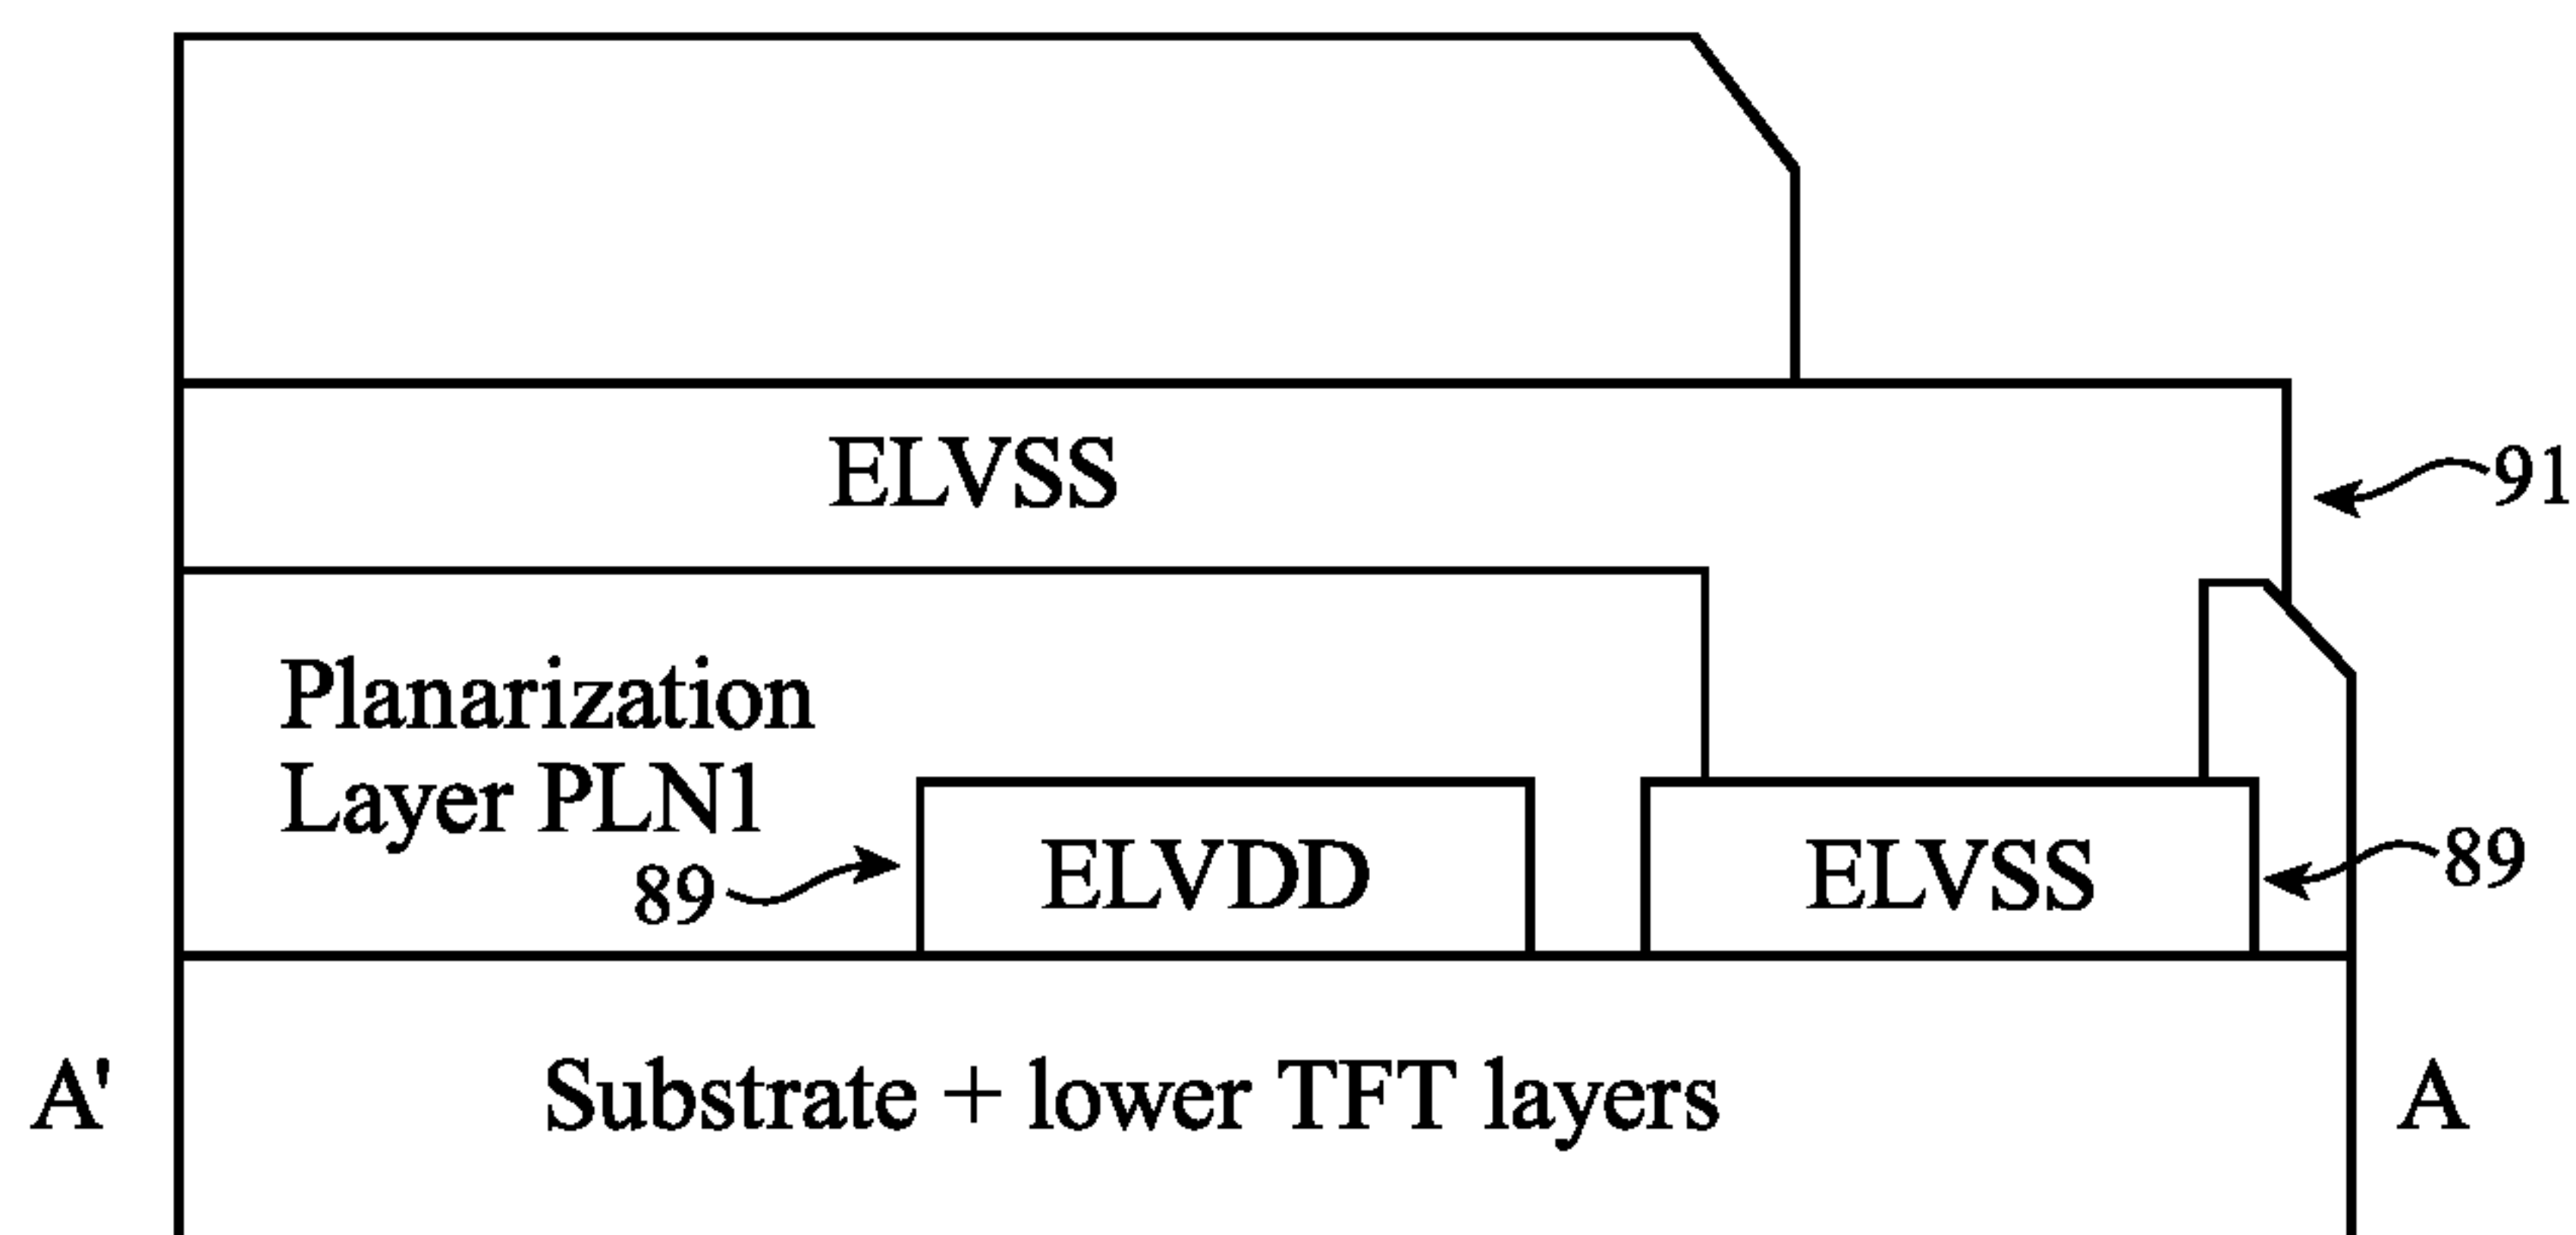 ELVSS
91
Planarization
Layer PLN1
89
ELVDD
ELVSS
89
A'
Substrate + lower TFT layers
A